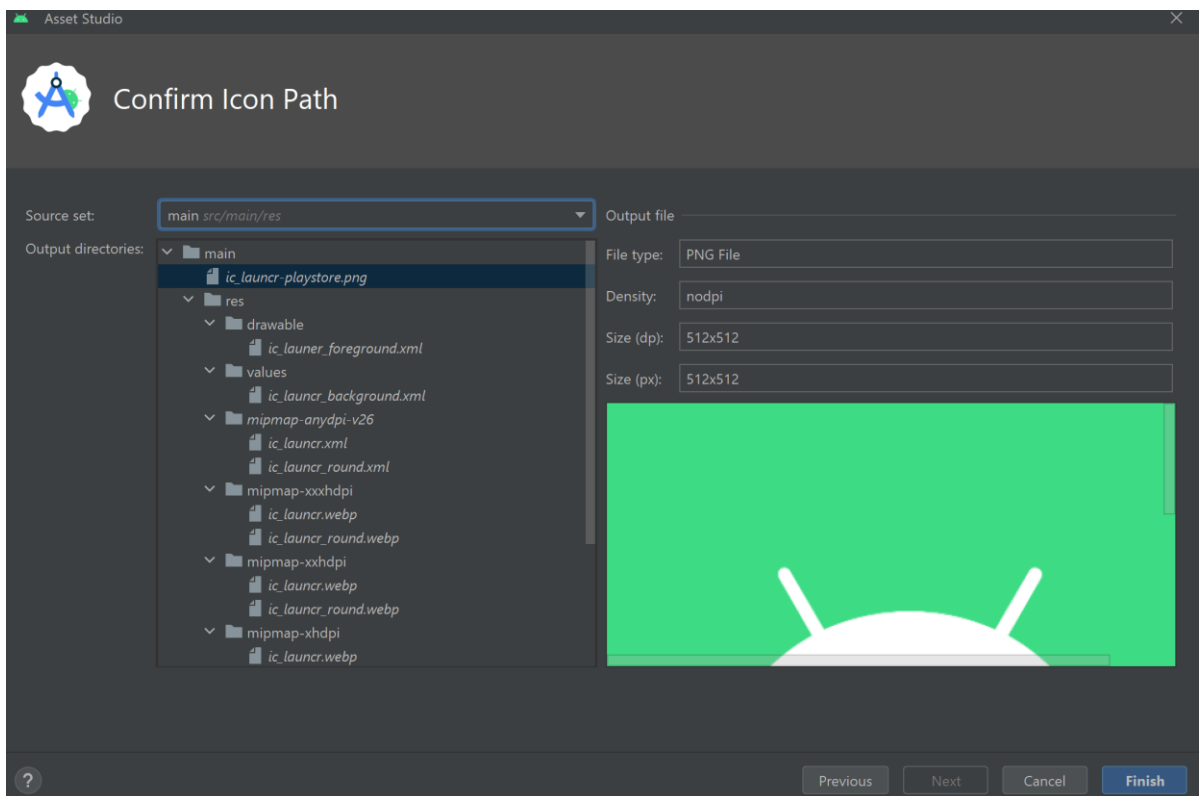 Asset Studio
Confirm Icon Path
Source set:
main src/main/res
Output directories:
main
ic_launcr-playstore.png
res
drawable
ic_launer_foreground.xml
values
ic_launcr_background.xml
mipmap-anydpi-v26
ic_launcr.xml
ic_launcr_round.xml
mipmap-xxxhdpi
ic_launcr.webp
ic_launcr_round.webp
mipmap-xxhdpi
ic_launcr.webp
ic_launcr_round.webp
mipmap-xhdpi
ic_launcr.webp
Output file
File type: PNG File
Density: nodpi
Size (dp): 512x512
Size (px): 512x512
?
Previous
Next
Cancel
Finish